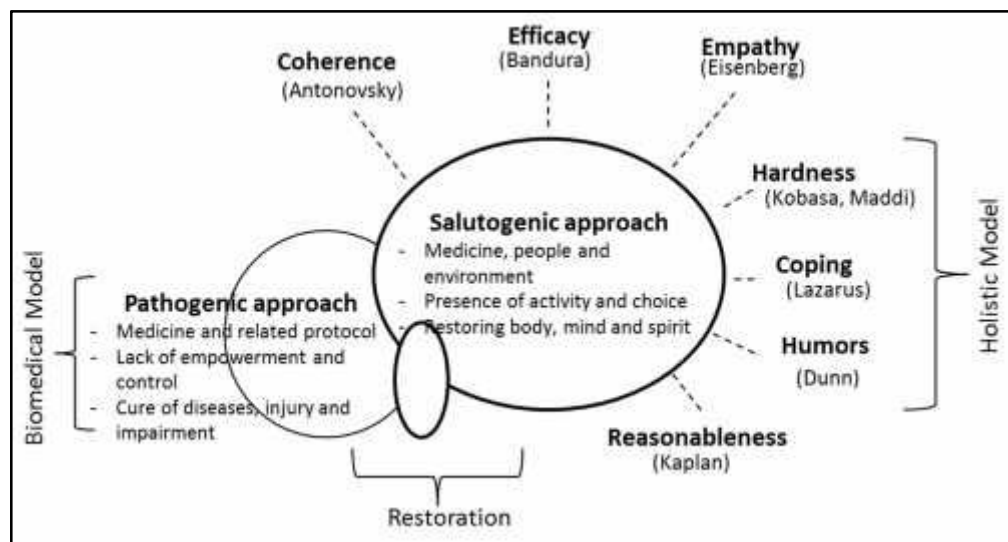 Efficacy
(Bandura)
Empathy
(Eisenberg)
Coherence
(Antonovsky)
Hardness
(Kobasa, Maddi)
Salutogenic approach
- Medicine, people and
environment
- Presence of activity and choice
- Restoring body, mind and spirit
Coping
(Lazarus)
Humors
(Dunn)
Reasonableness
(Kaplan)
Holistic Model
Biomedical Model
Pathogenic approach
- Medicine and related protocol
- Lack of empowerment and
control
- Cure of diseases, injury and
impairment
Restoration